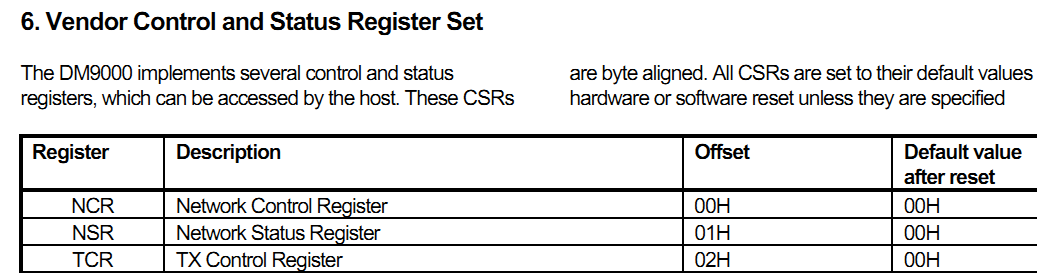 6. Vendor Control and Status Register Set
The DM9000 implements several control and status
registers, which can be accessed by the host. These CSRs
are byte aligned. All CSRs are set to their default values
hardware or software reset unless they are specified
Register Description Offset Default value
after reset
NCR Network Control Register 00H 00H
NSR Network Status Register 01H 00H
TCR TX Control Register 02H 00H